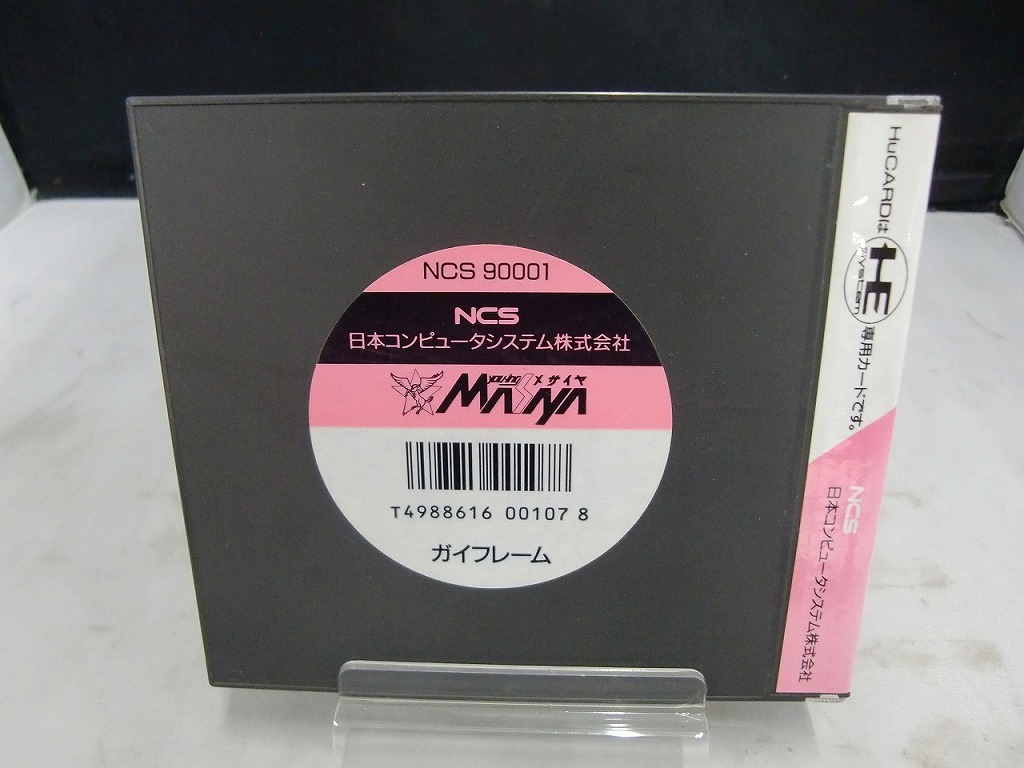 NCS 90001
NCS
日本コンピュータシステム株式会社
メサイヤ
MASAYA
T4988616 00107 8
ガイフレーム
HuCARDは
HE
System
専用カードです。
NCS
日本コンピュータシステム株式会社